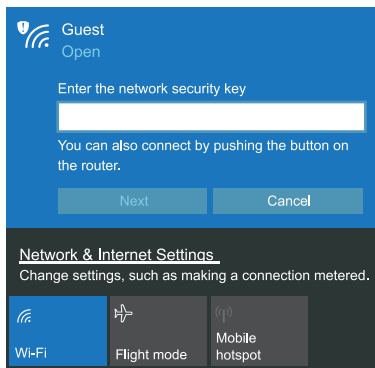 Guest
Open
Enter the network security key
You can also connect by pushing the button on
the router.
Next
Cancel
Network & Internet Settings
Change settings, such as making a connection metered.
Wi-Fi
Flight mode
Mobile
hotspot